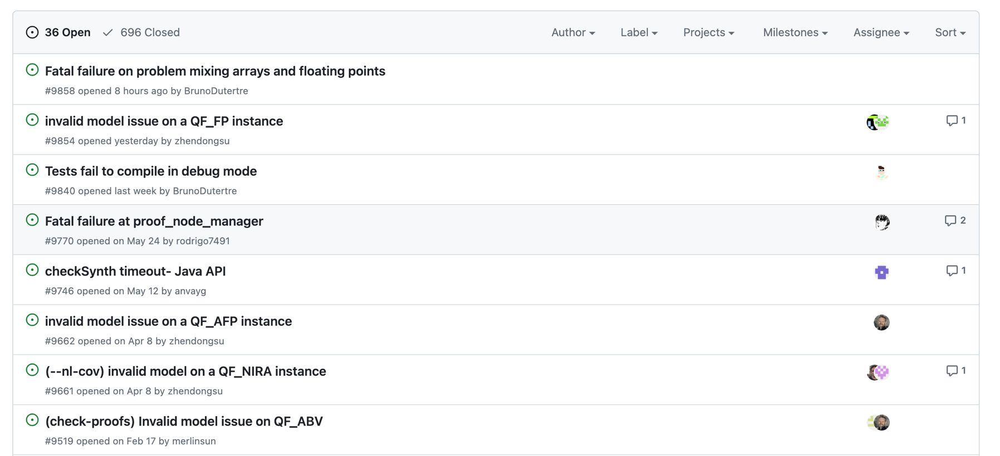 36 Open 696 Closed Author Label Projects Milestones Assignee Sort
Fatal failure on problem mixing arrays and floating points
#9858 opened 8 hours ago by BrunoDutertre
invalid model issue on a QF_FP instance 1
#9854 opened yesterday by zhendongsu
Tests fail to compile in debug mode
#9840 opened last week by BrunoDutertre
Fatal failure at proof_node_manager 2
#9770 opened on May 24 by rodrigo7491
checkSynth timeout- Java API 1
#9746 opened on May 12 by anvayg
invalid model issue on a QF_AFP instance
#9662 opened on Apr 8 by zhendongsu
(--nl-cov) invalid model on a QF_NIRA instance 1
#9661 opened on Apr 8 by zhendongsu
(check-proofs) Invalid model issue on QF_ABV
#9519 opened on Feb 17 by merlinsun